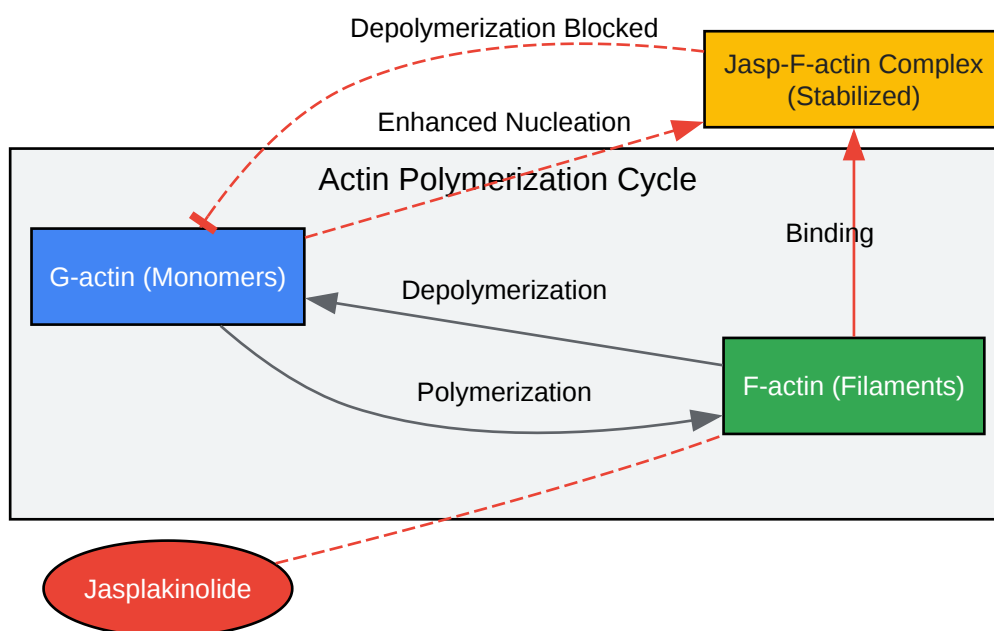 Depolymerization Blocked
Jasp-F-actin Complex
(Stabilized)
Enhanced Nucleation
Actin Polymerization Cycle
Binding
G-actin (Monomers)
Depolymerization
F-actin (Filaments)
Polymerization
Jasplakinolide